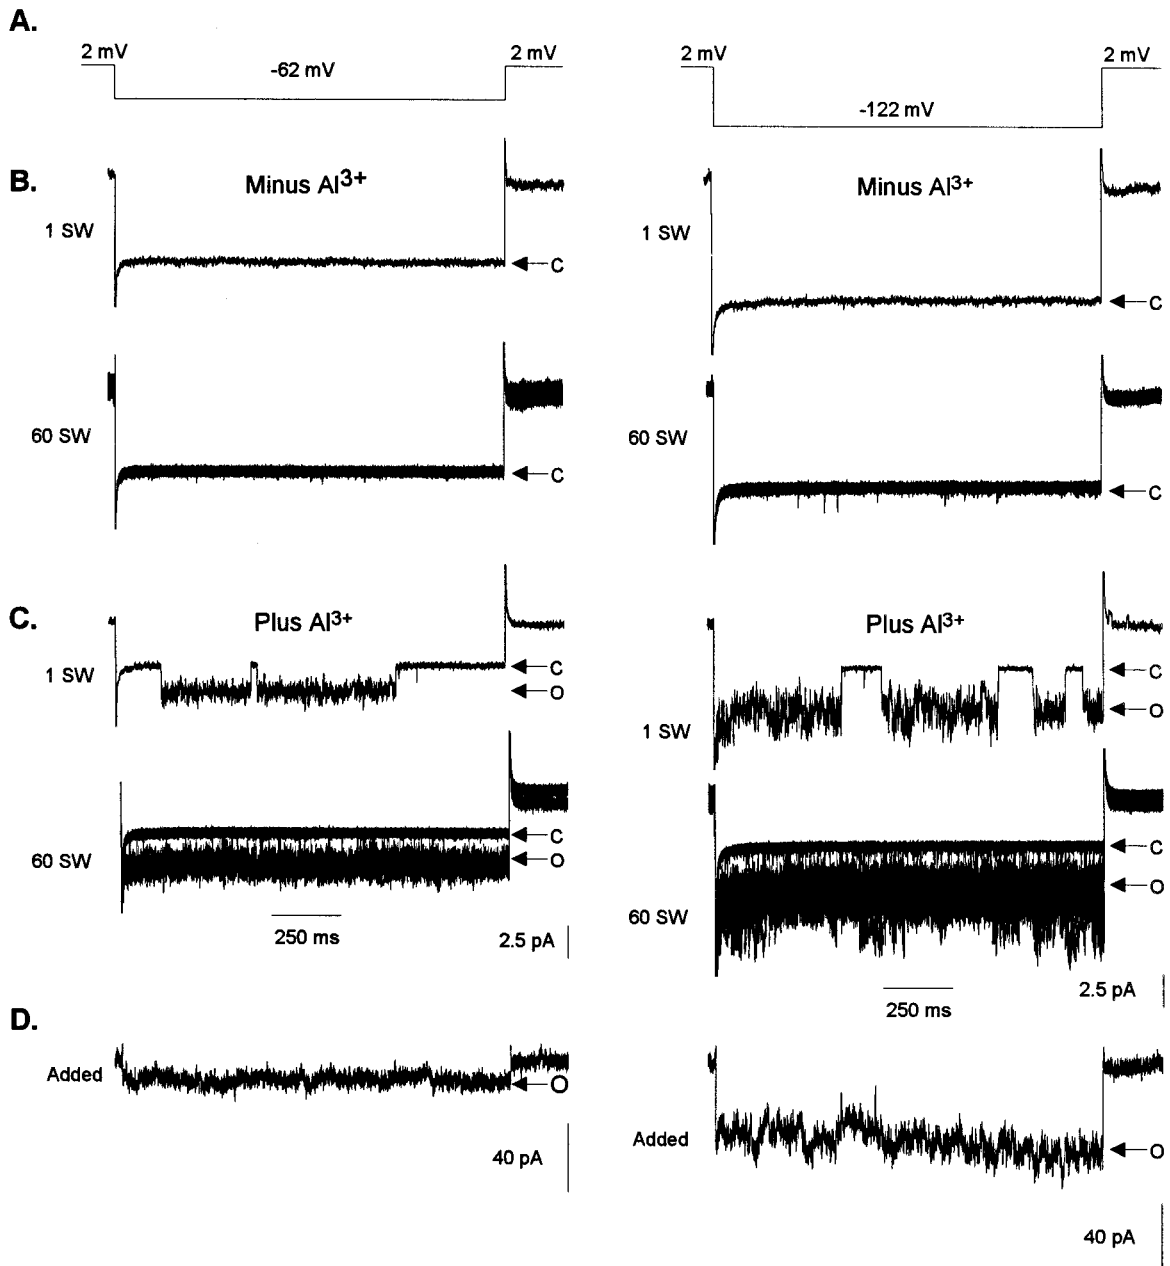 A.
2 mV
-62 mV
2 mV
2 mV
-122 mV
2 mV
B.
Minus Al3+
1 SW
C
60 SW
C
Minus Al3+
1 SW
C
60 SW
C
C.
Plus Al3+
1 SW
C
O
60 SW
C
O
250 ms
2.5 pA
Plus Al3+
1 SW
C
O
60 SW
C
O
250 ms
2.5 pA
D.
Added
O
40 pA
Added
O
40 pA